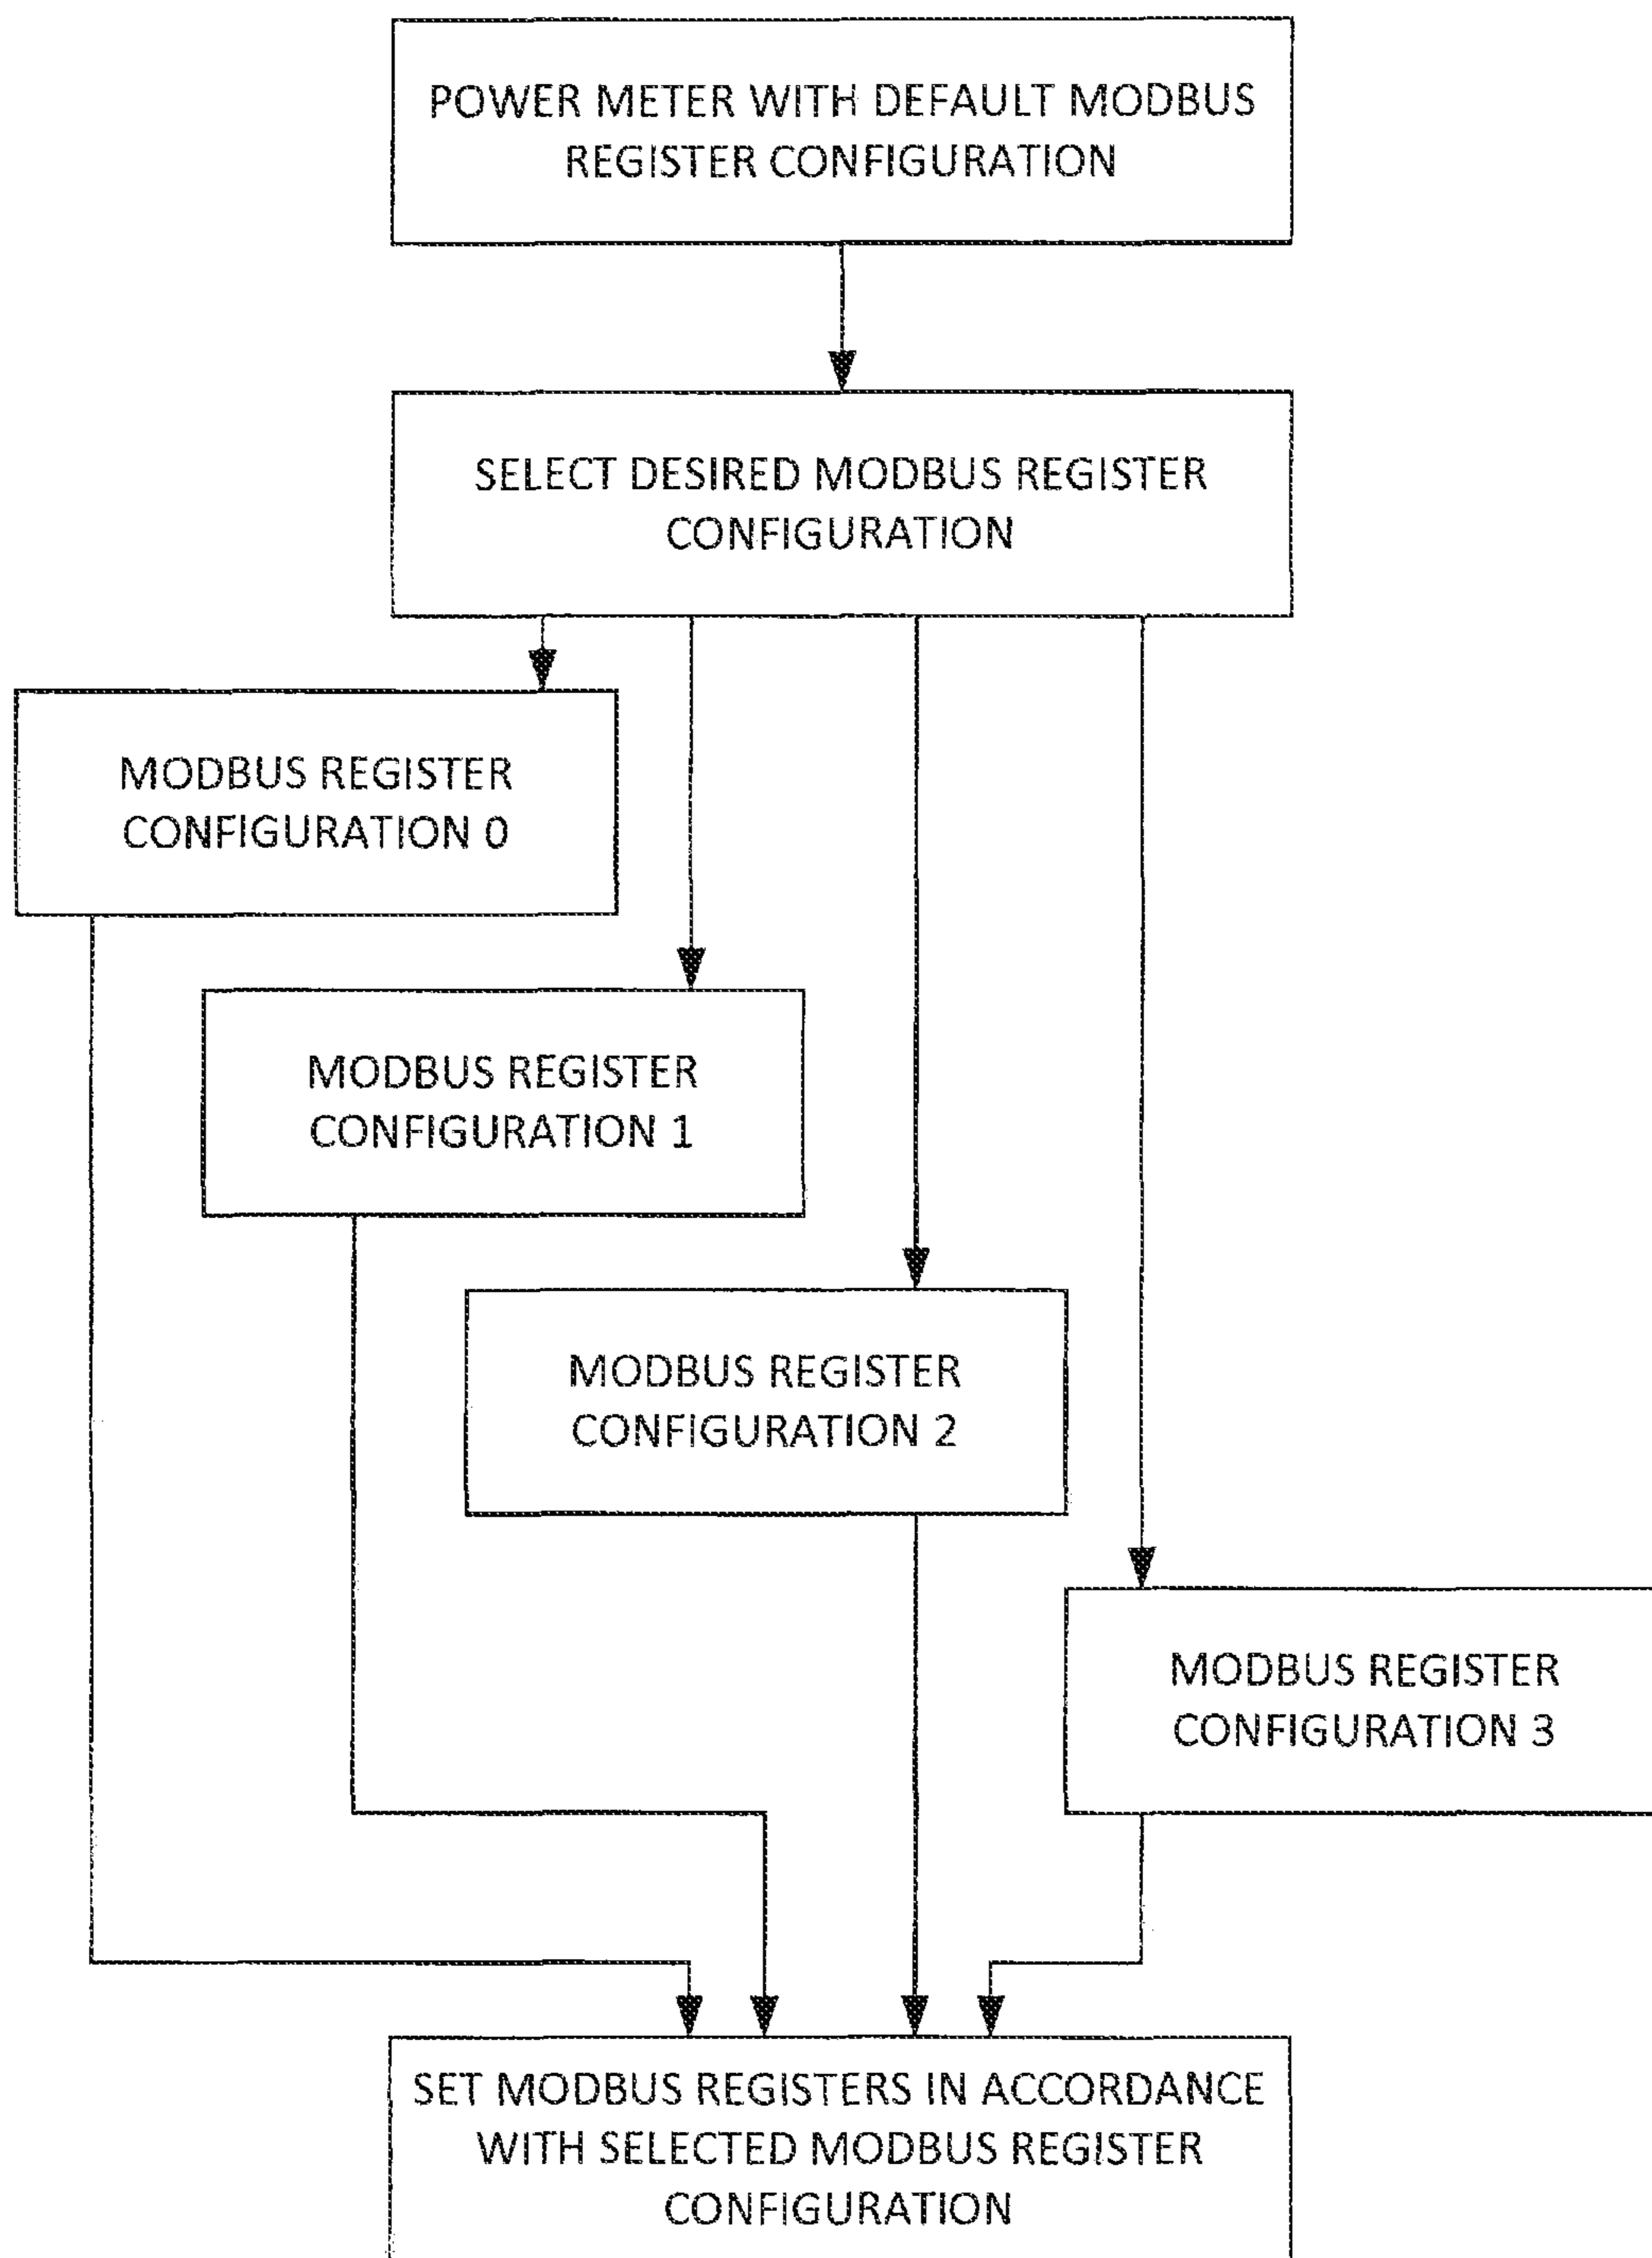 POWER METER WITH DEFAULT MODBUS
REGISTER CONFIGURATION
SELECT DESIRED MODBUS REGISTER
CONFIGURATION
MODBUS REGISTER
CONFIGURATION 0
MODBUS REGISTER
CONFIGURATION 1
MODBUS REGISTER
CONFIGURATION 2
MODBUS REGISTER
CONFIGURATION 3
SET MODBUS REGISTERS IN ACCORDANCE
WITH SELECTED MODBUS REGISTER
CONFIGURATION